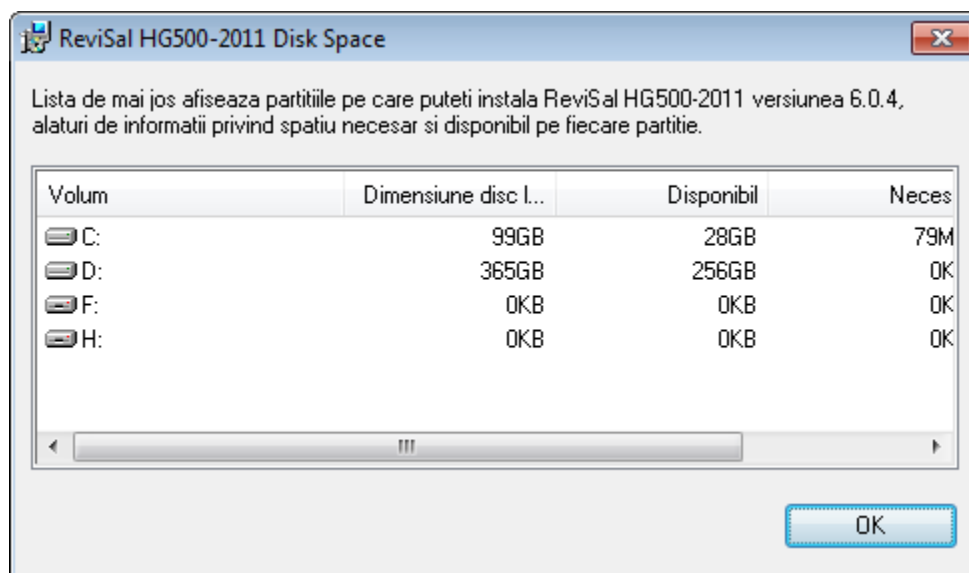 ReviSal HG500-2011 Disk Space
Lista de mai jos afiseaza partitiile pe care puteti instala ReviSal HG500-2011 versiunea 6.0.4,
alaturi de informatii privind spatiu necesar si disponibil pe fiecare partitie.
Volum Dimensiune disc l... Disponibil Neces
C: 99GB 28GB 79M
D: 365GB 256GB 0K
F: 0KB 0KB 0K
H: 0KB 0KB 0K
OK